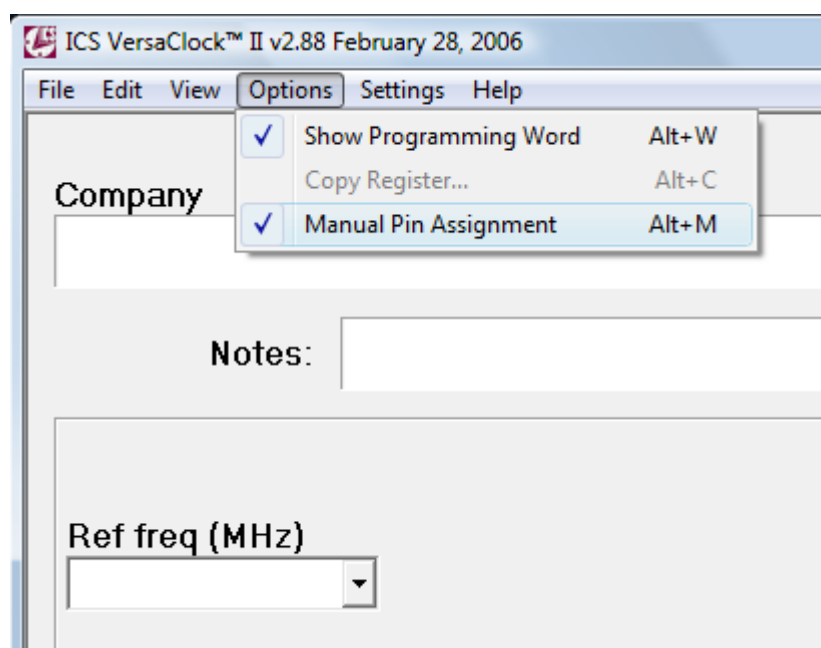 ICS VersaClock™ II v2.88 February 28, 2006
File Edit View Options Settings Help
Show Programming Word Alt+W
Copy Register... Alt+C
Manual Pin Assignment Alt+M
Company
Notes:
Ref freq (MHz)